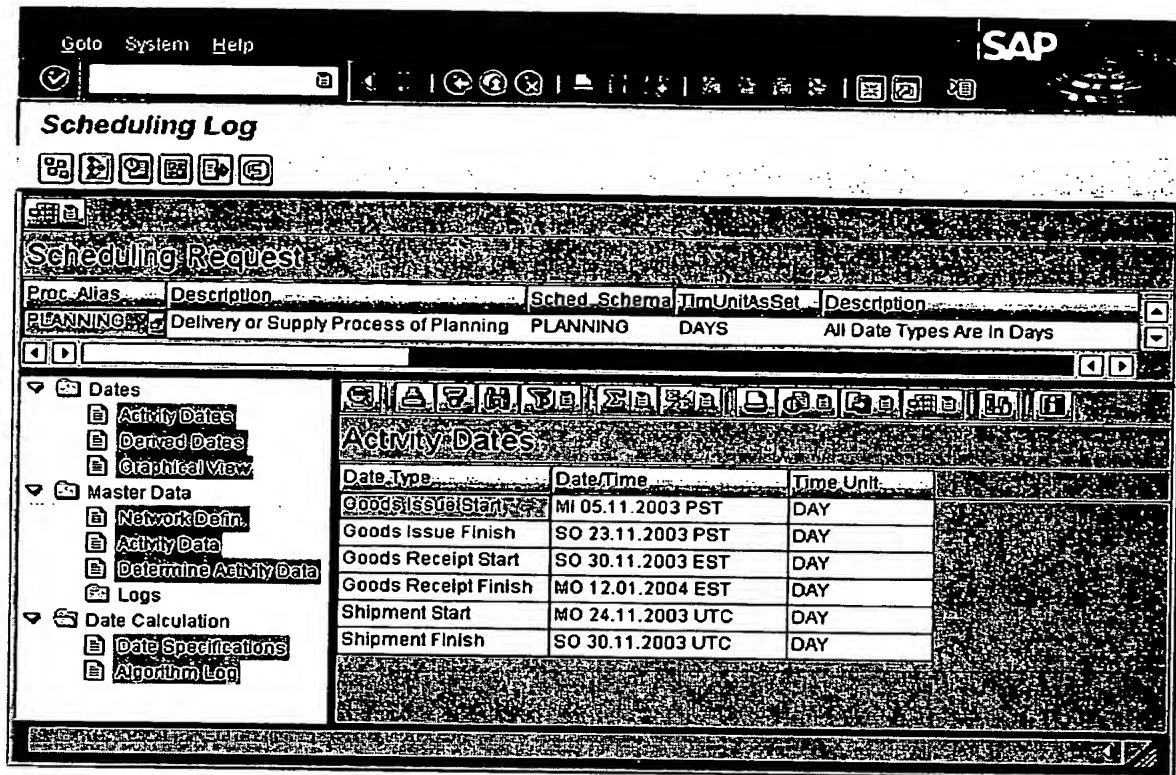 Goto System Help
SAP
Scheduling Log
Scheduling Request
Proc. Alias Description Sched. Schema TimUnitAsSet Description
PLANNING Delivery or Supply Process of Planning PLANNING DAYS All Date Types Are In Days
Dates
Activity Dates
Derived Dates
Graphical View
Master Data
Network Defin.
Activity Data
Determine Activity Data
Logs
Date Calculation
Date Specifications
Algorithm Log
Activity Dates
Date Type Date/Time Time Unit
Goods Issue Start MI 05.11.2003 PST DAY
Goods Issue Finish SO 23.11.2003 PST DAY
Goods Receipt Start SO 30.11.2003 EST DAY
Goods Receipt Finish MO 12.01.2004 EST DAY
Shipment Start MO 24.11.2003 UTC DAY
Shipment Finish SO 30.11.2003 UTC DAY